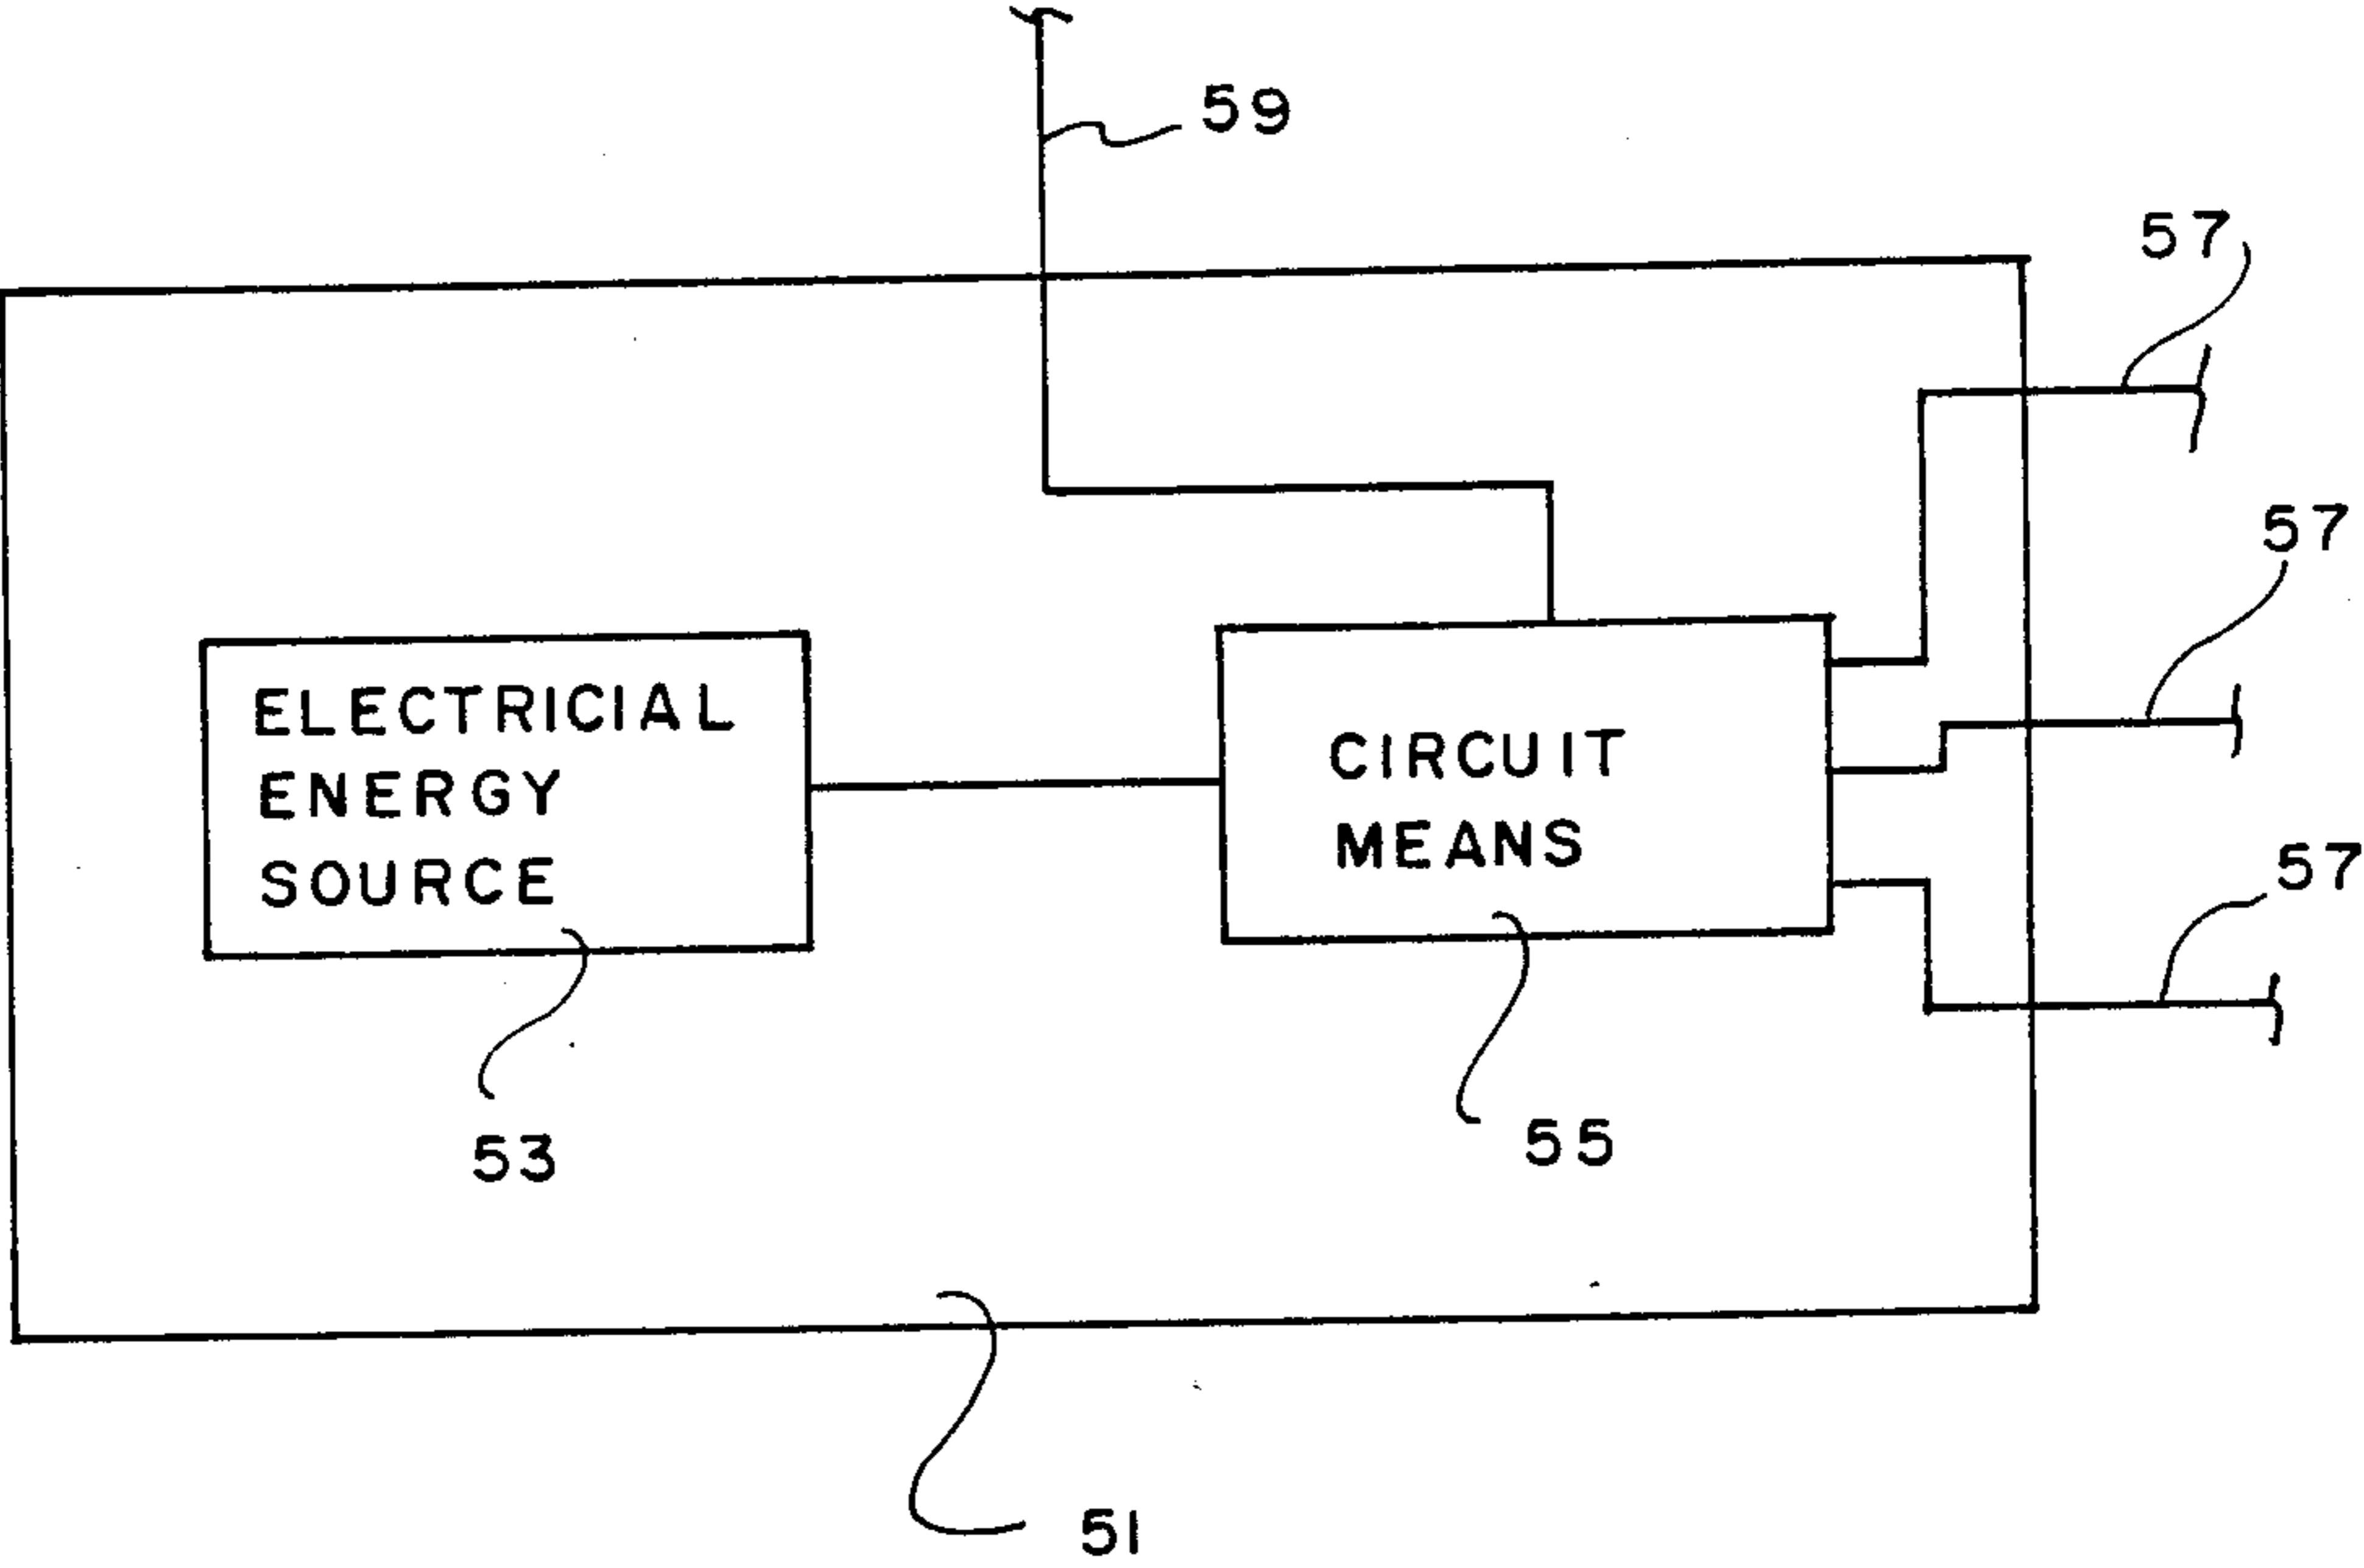 59
57
57
ELECTRICIAL
ENERGY
SOURCE
CIRCUIT
MEANS
57
53
55
51